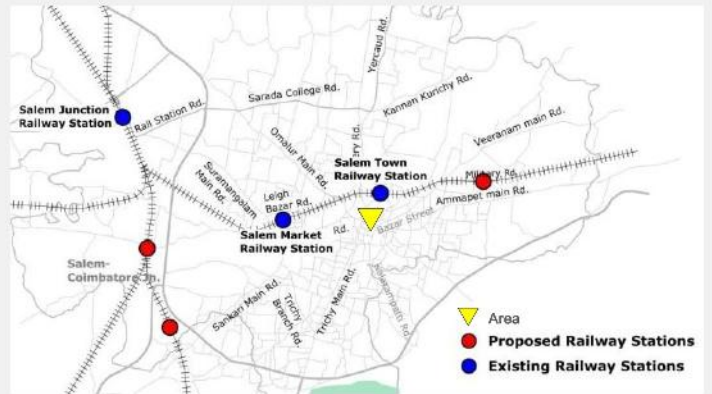 Yercaud Rd.
Kannan Kurichy Rd.
Sarada College Rd.
Salem Junction
Railway Station
Rail Station Rd.
Veeranam main Rd.
Omalur Main Rd.
ery Rd.
Salem Town
Railway Station
Suramangalam
Main Rd.
Military Rd.
Ammapet main Rd.
Leigh
Bazar Rd.
Bazar Street
Rd.
Salem Market
Railway Station
Salem-
Coimbatore Jn.
Sankari Main Rd.
Trichy
Branch Rd.
Trichy Main Rd.
Area
Proposed Railway Stations
Existing Railway Stations